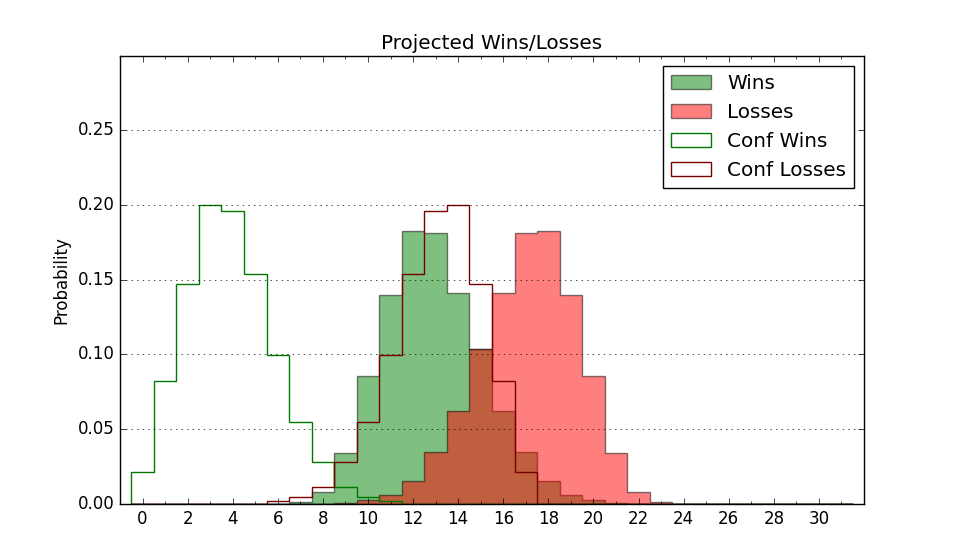 Projected Wins/Losses
Wins
Losses
Conf Wins
Conf Losses
Probability
0.25
0.20
0.15
0.10
0.05
0.00
0 2 4 6 8 10 12 14 16 18 20 22 24 26 28 30